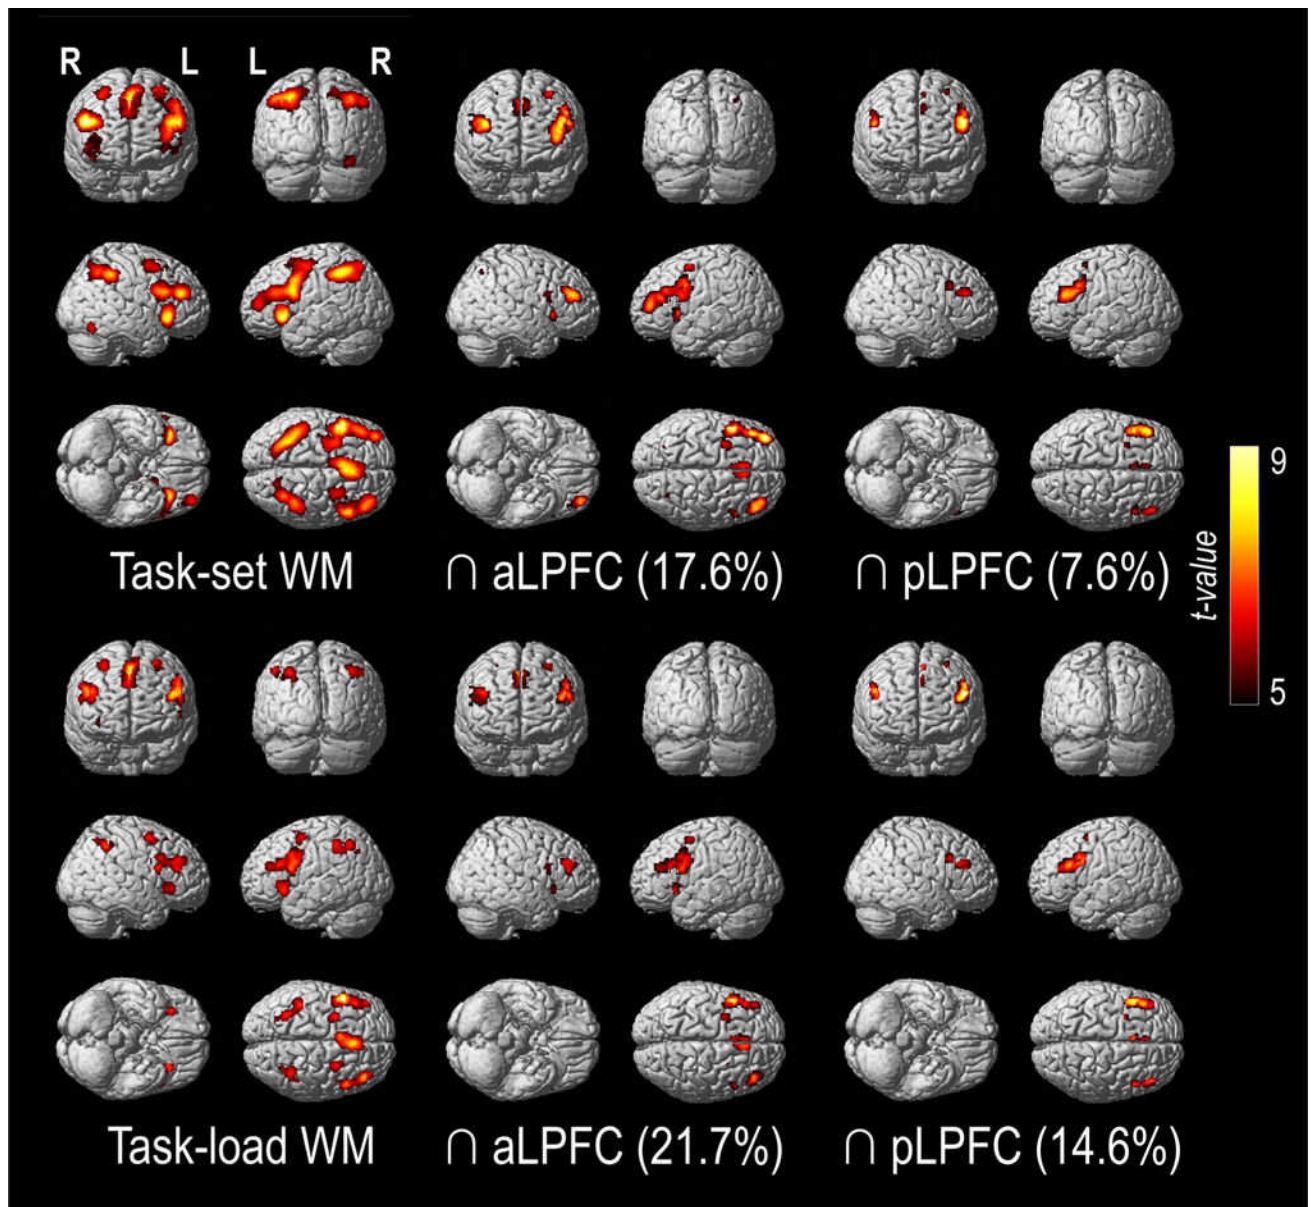 R L L R
Task-set WM
∩ aLPFC (17.6%)
∩ pLPFC (7.6%)
9
t-value
5
Task-load WM
∩ aLPFC (21.7%)
∩ pLPFC (14.6%)